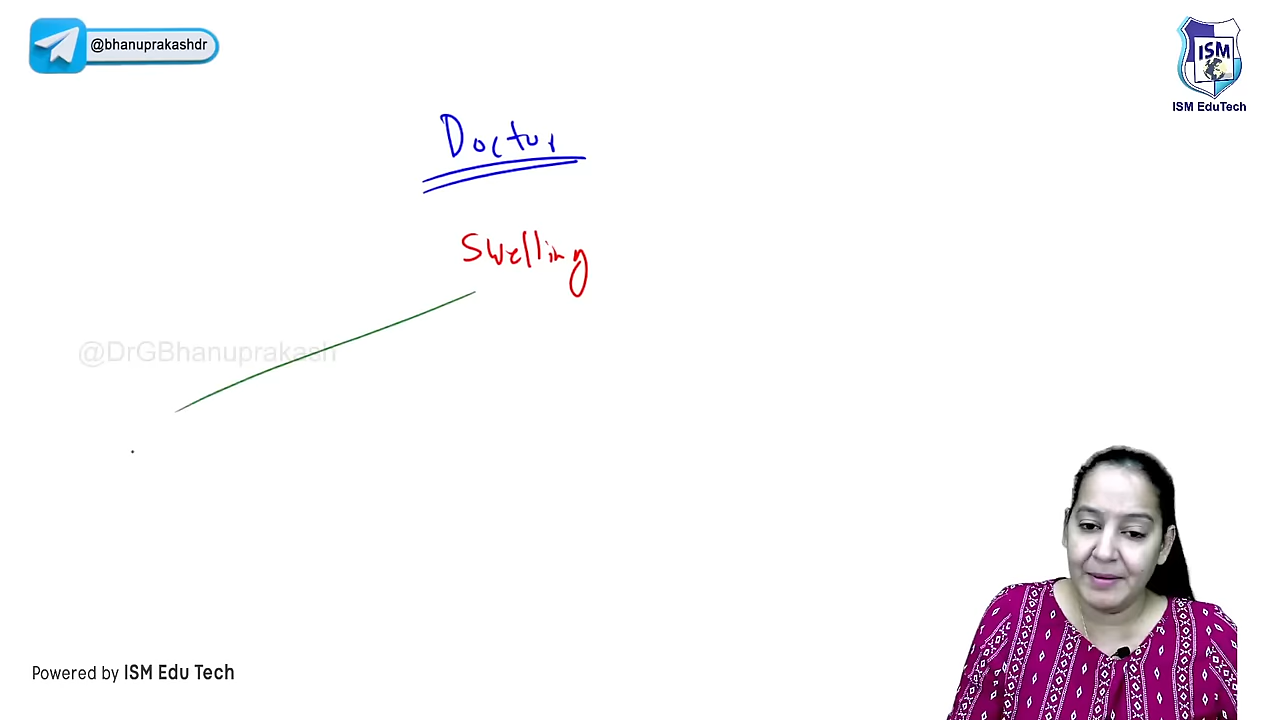 @bhanuprakashdr
ISM
ISM EduTech
Doctor
Swelling
@DrGBhanuprakash
Powered by ISM Edu Tech